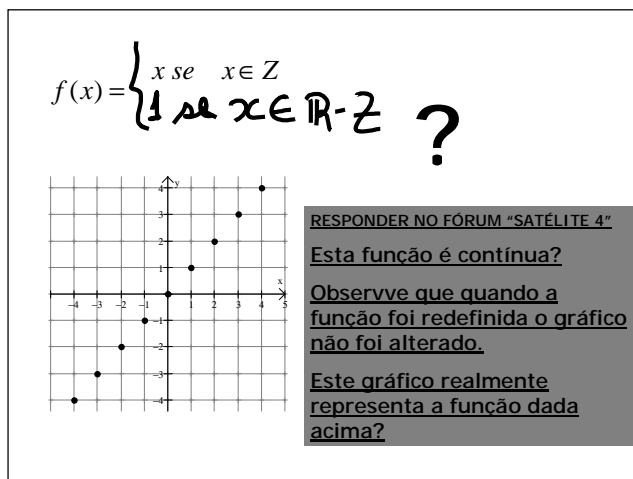 x se x ∈ Z
f(x) =
1 se x ∈ ℝ - Z
?
y
4
3
2
1
x
-4 -3 -2 -1 0 1 2 3 4 5
-1
-2
-3
-4
RESPONDER NO FÓRUM “SATÉLITE 4”
Esta função é contínua?
Observve que quando a
função foi redefinida o gráfico
não foi alterado.
Este gráfico realmente
representa a função dada
acima?